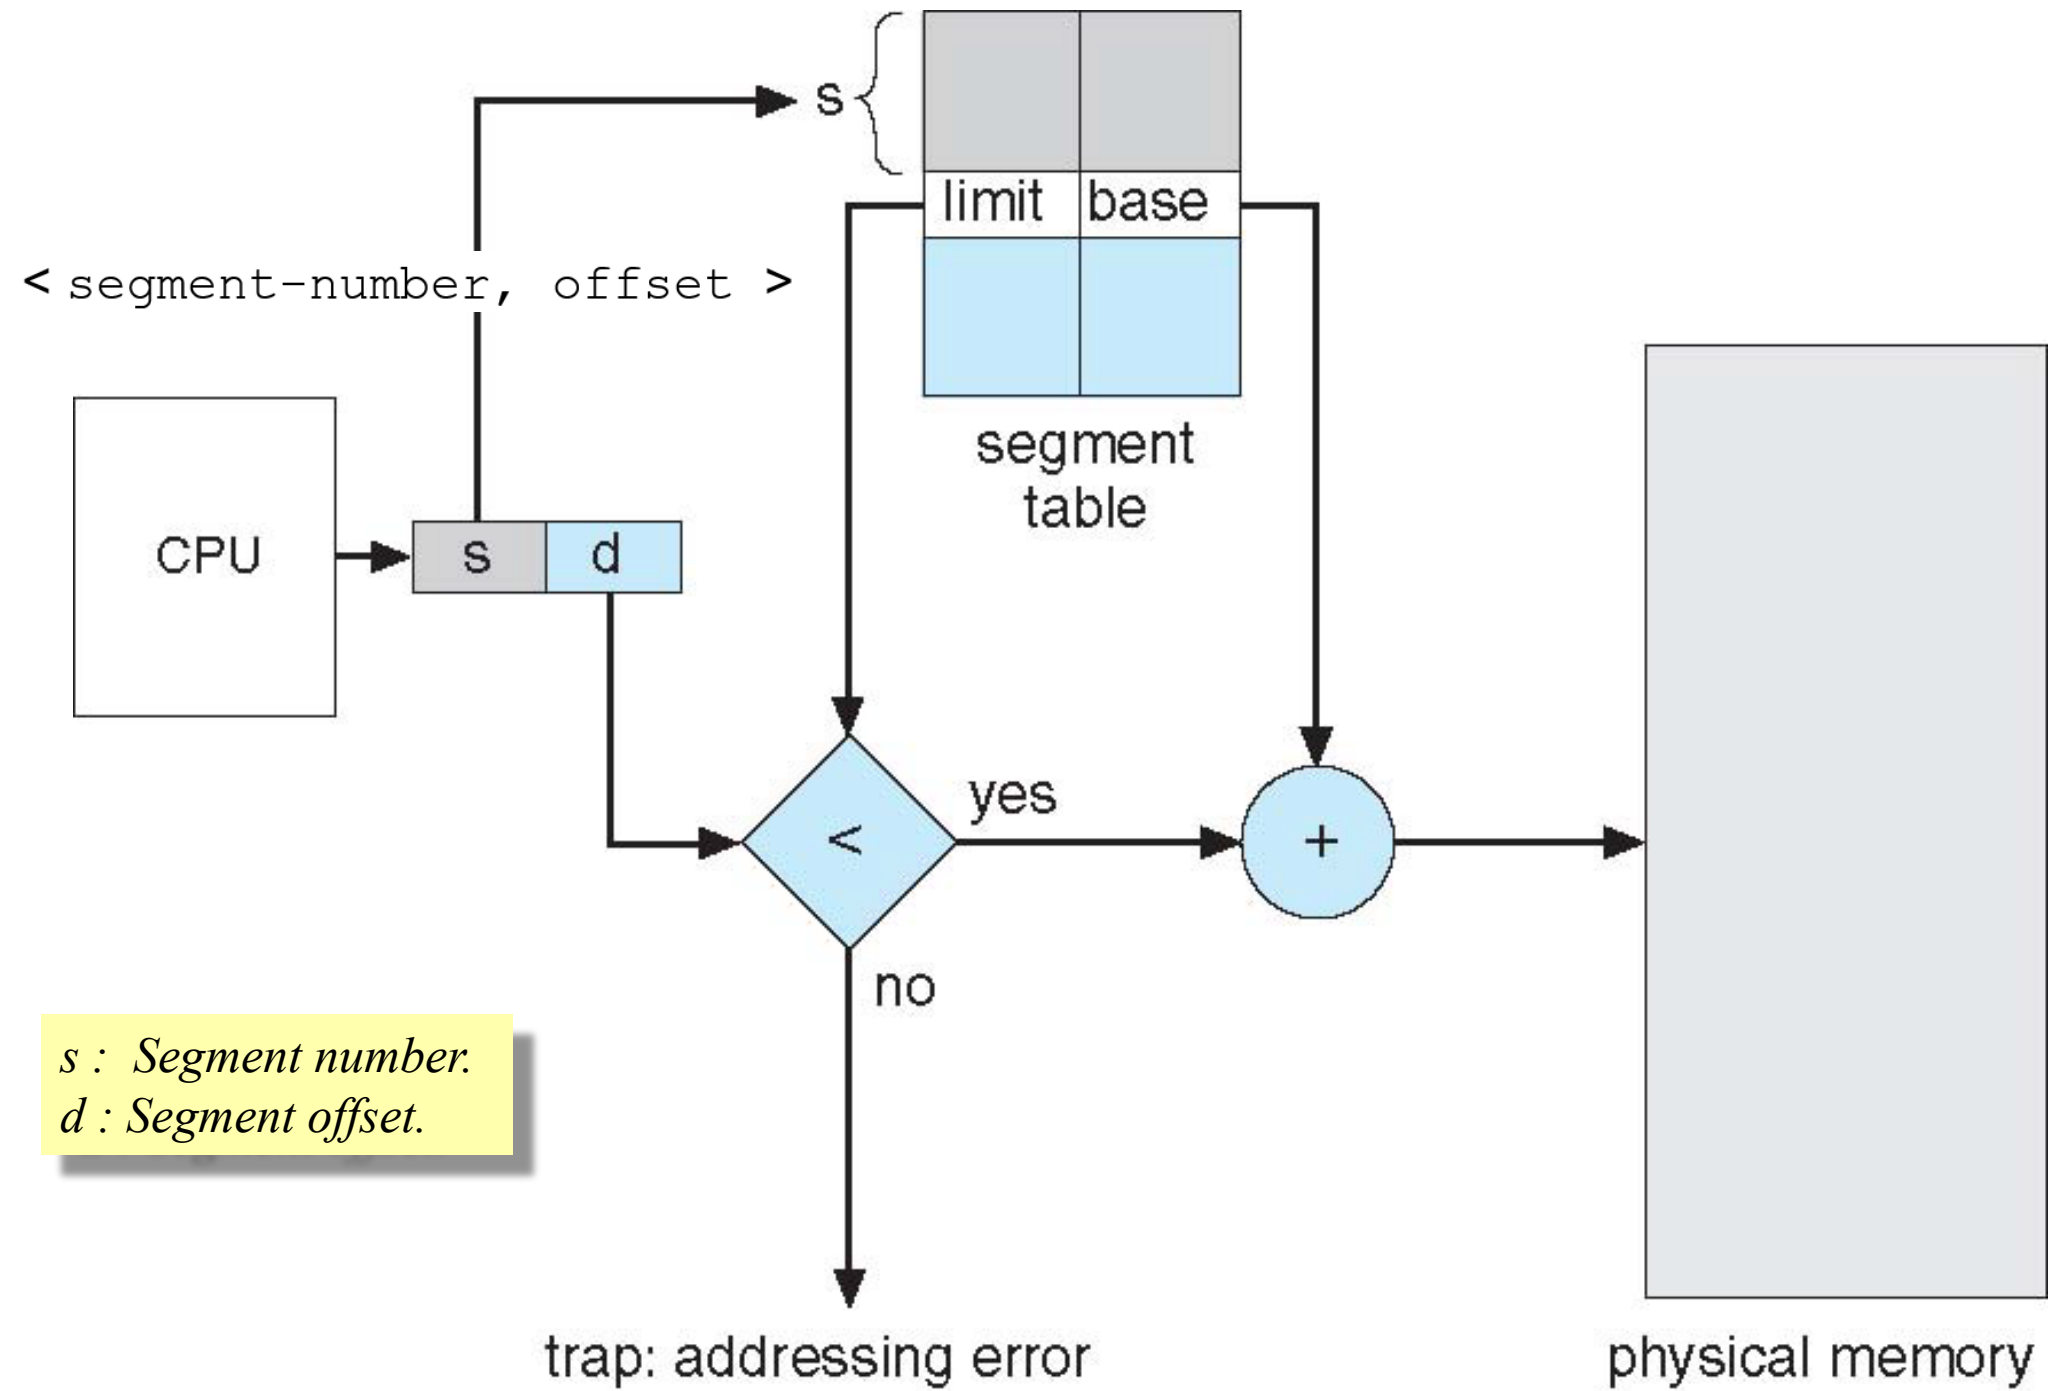 s
limit base
< segment-number, offset >
segment
table
CPU
s d
yes
<
+
no
s : Segment number.
d : Segment offset.
trap: addressing error
physical memory